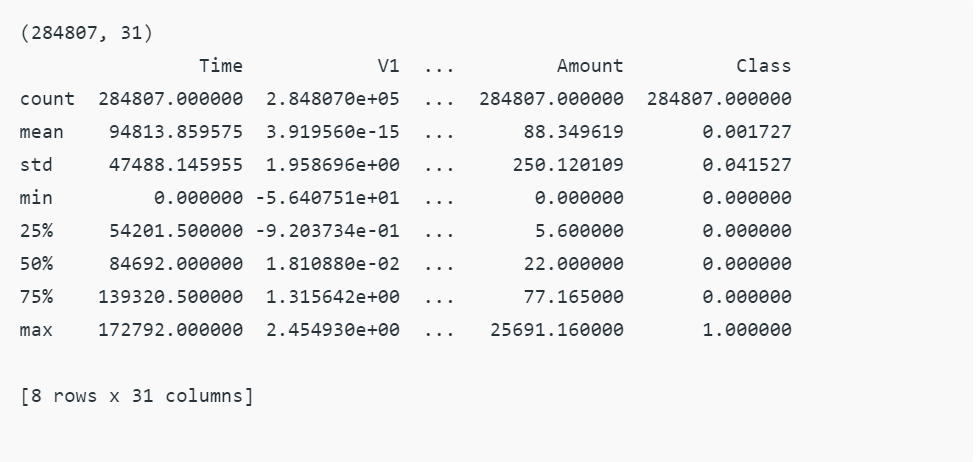 (284807, 31)
                Time            V1  ...         Amount          Class
count  284807.000000  2.848070e+05  ...  284807.000000  284807.000000
mean    94813.859575  3.919560e-15  ...      88.349619       0.001727
std     47488.145955  1.958696e+00  ...     250.120109       0.041527
min         0.000000 -5.640751e+01  ...       0.000000       0.000000
25%     54201.500000 -9.203734e-01  ...       5.600000       0.000000
50%     84692.000000  1.810880e-02  ...      22.000000       0.000000
75%    139320.500000  1.315642e+00  ...      77.165000       0.000000
max    172792.000000  2.454930e+00  ...   25691.160000       1.000000

[8 rows x 31 columns]